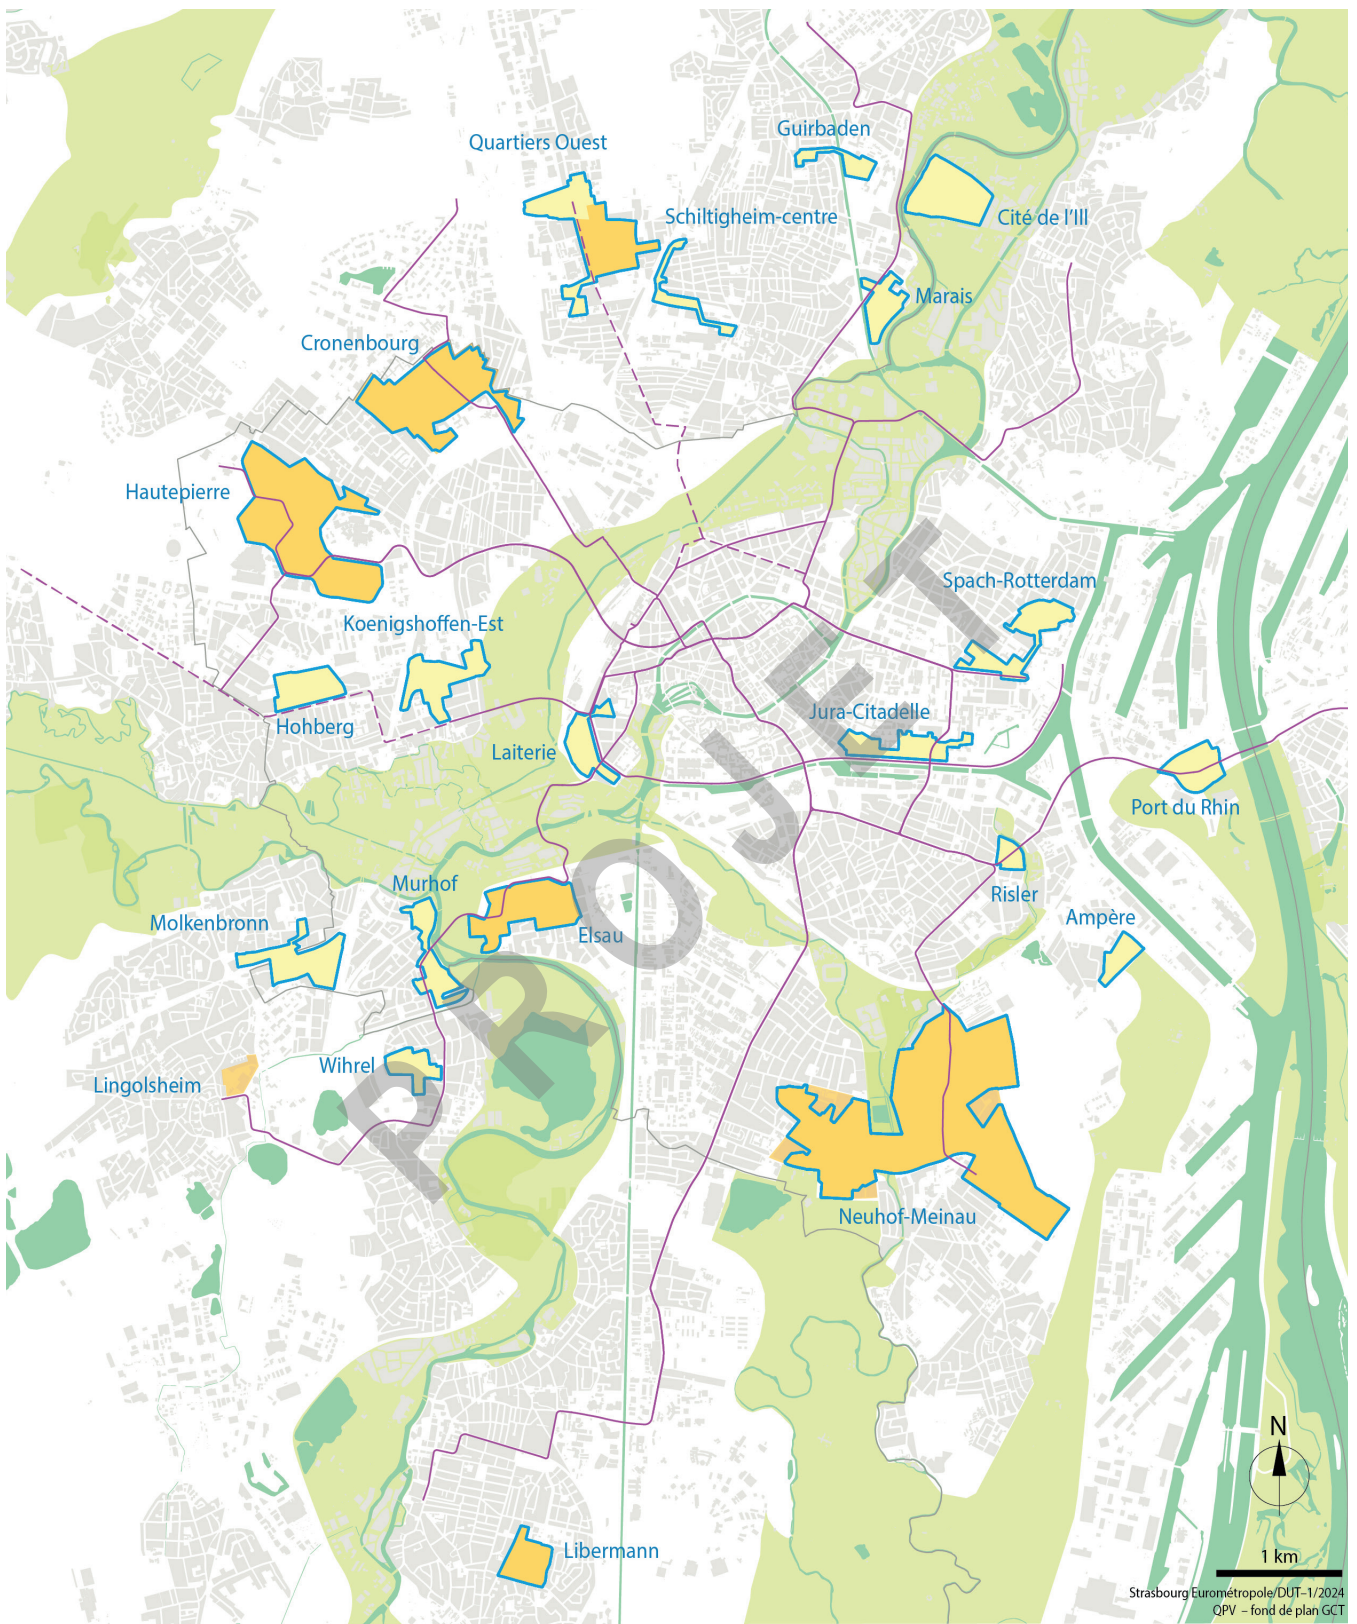 Guirbaden
Quartiers Ouest
Schiltigheim-centre
Cité de l'Ill
Marais
Cronenbourg
Hautepierre
Spach-Rotterdam
Koenigshoffen-Est
Jura-Citadelle
Hohberg
Laiterie
Port du Rhin
Murhof
Risler
Molkenbronn
Ampère
Elsau
Wihrel
Lingolsheim
PROJET
Neuhof-Meinau
N
Libermann
1 km
Strasbourg Eurométropole/DUT-1/2024
QPV - fond de plan GCT